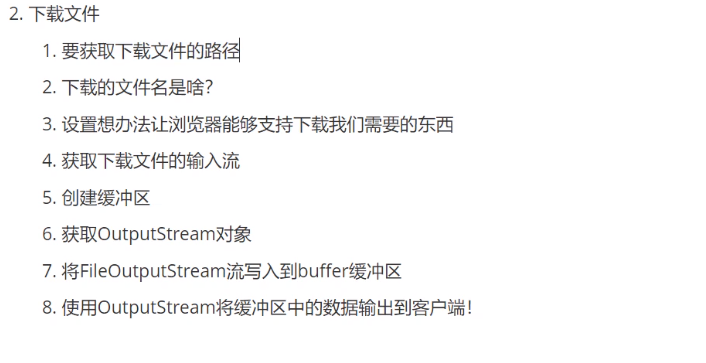 2. 下载文件
1. 要获取下载文件的路径
2. 下载的文件名是啥？
3. 设置想办法让浏览器能够支持下载我们需要的东西
4. 获取下载文件的输入流
5. 创建缓冲区
6. 获取OutputStream对象
7. 将FileOutputStream流写入到buffer缓冲区
8. 使用OutputStream将缓冲区中的数据输出到客户端！